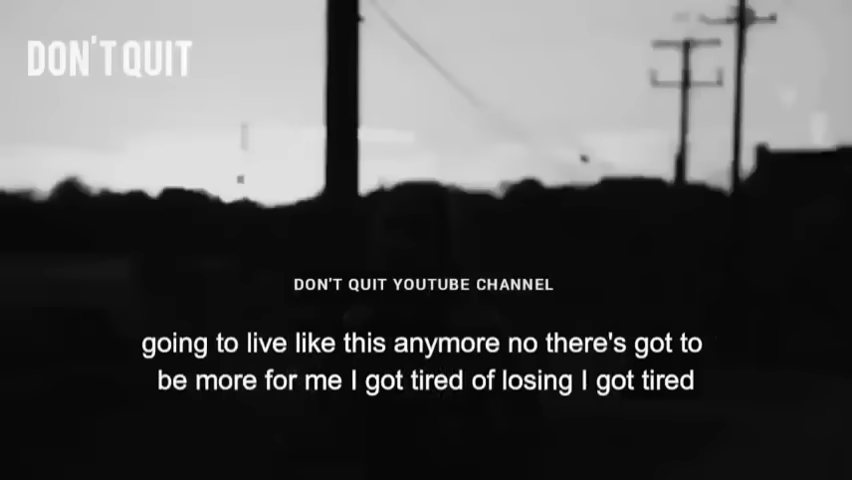 DON'T QUIT
DON'T QUIT YOUTUBE CHANNEL
going to live like this anymore no there's got to
be more for me I got tired of losing I got tired